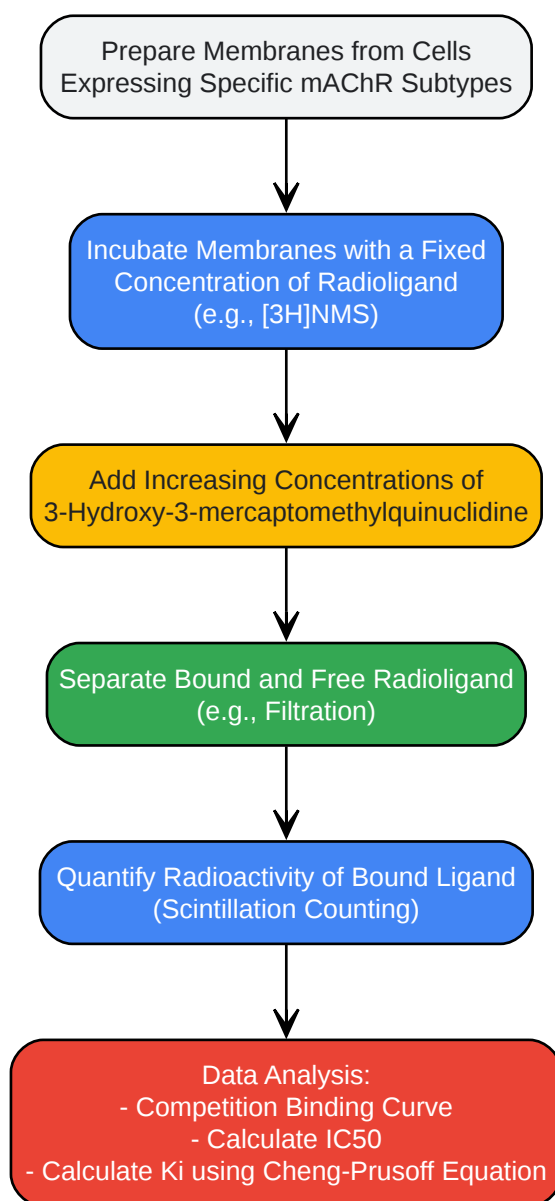 Prepare Membranes from Cells
Expressing Specific mAChR Subtypes
Incubate Membranes with a Fixed
Concentration of Radioligand
(e.g., [3H]NMS)
Add Increasing Concentrations of
3-Hydroxy-3-mercaptomethylquinuclidine
Separate Bound and Free Radioligand
(e.g., Filtration)
Quantify Radioactivity of Bound Ligand
(Scintillation Counting)
Data Analysis:
- Competition Binding Curve
- Calculate IC50
- Calculate Ki using Cheng-Prusoff Equation